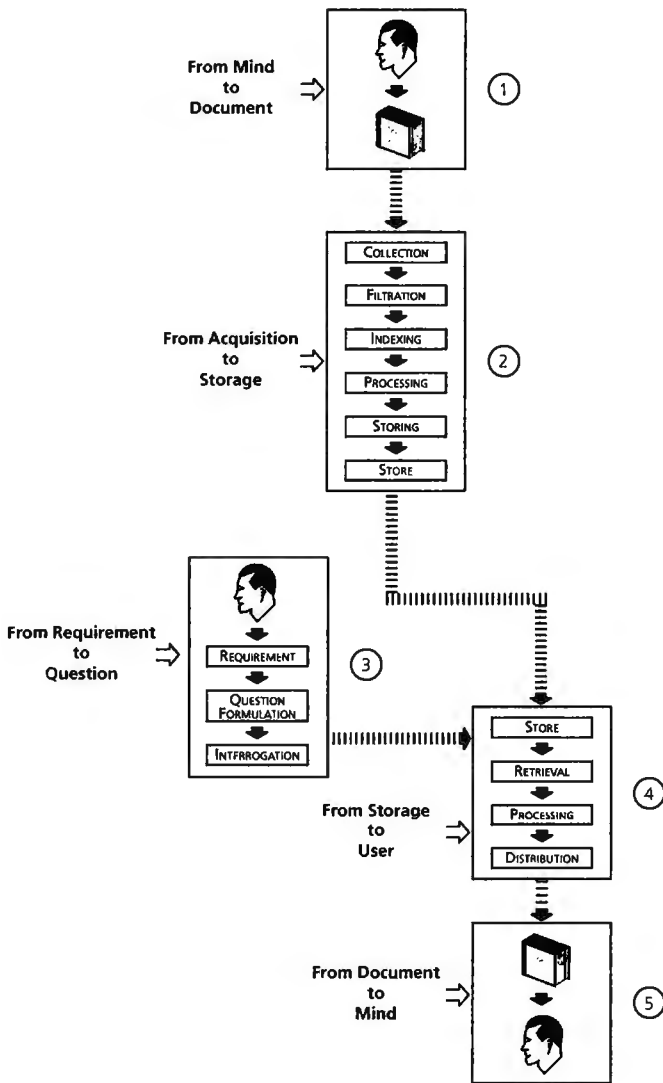 From Mind
to
Document
1
From Acquisition
to
Storage
COLLECTION
FILTRATION
INDEXING
PROCESSING
STORING
STORE
2
From Requirement
to
Question
REQUIREMENT
QUESTION
FORMULATION
INTFRROGATION
3
From Storage
to
User
STORE
RETRIEVAL
PROCESSING
DISTRIBUTION
4
From Document
to
Mind
5